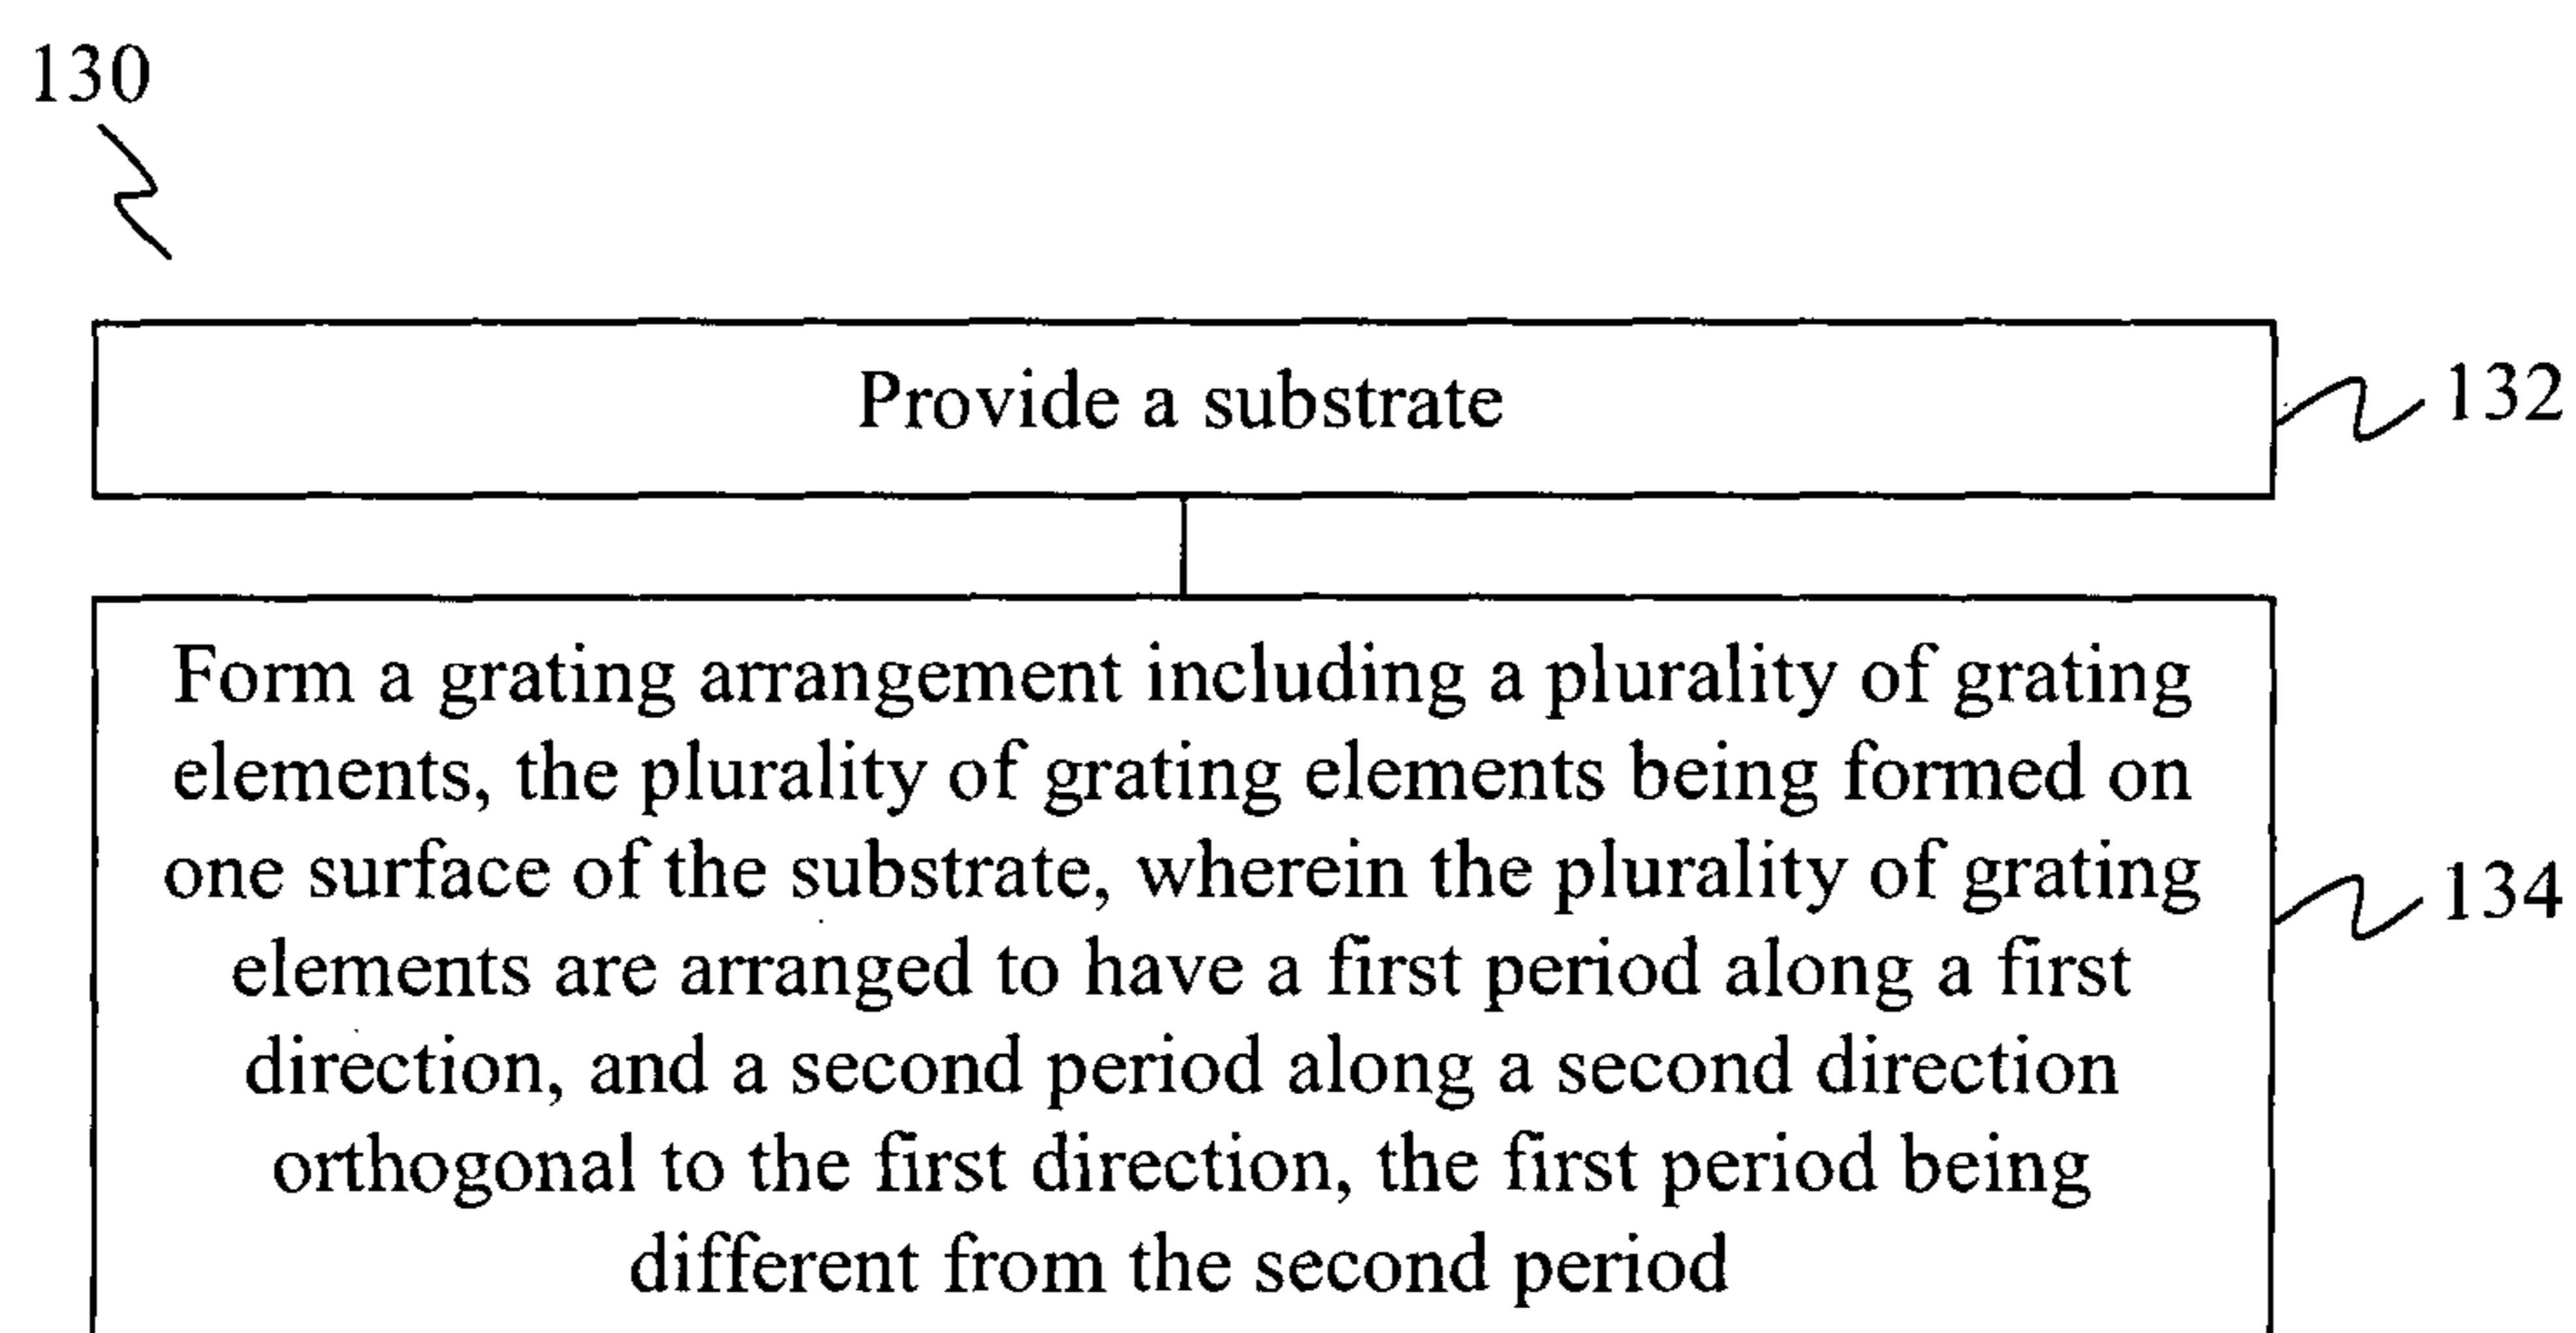 130
Provide a substrate
132
Form a grating arrangement including a plurality of grating
elements, the plurality of grating elements being formed on
one surface of the substrate, wherein the plurality of grating
elements are arranged to have a first period along a first
direction, and a second period along a second direction
orthogonal to the first direction, the first period being
different from the second period
134